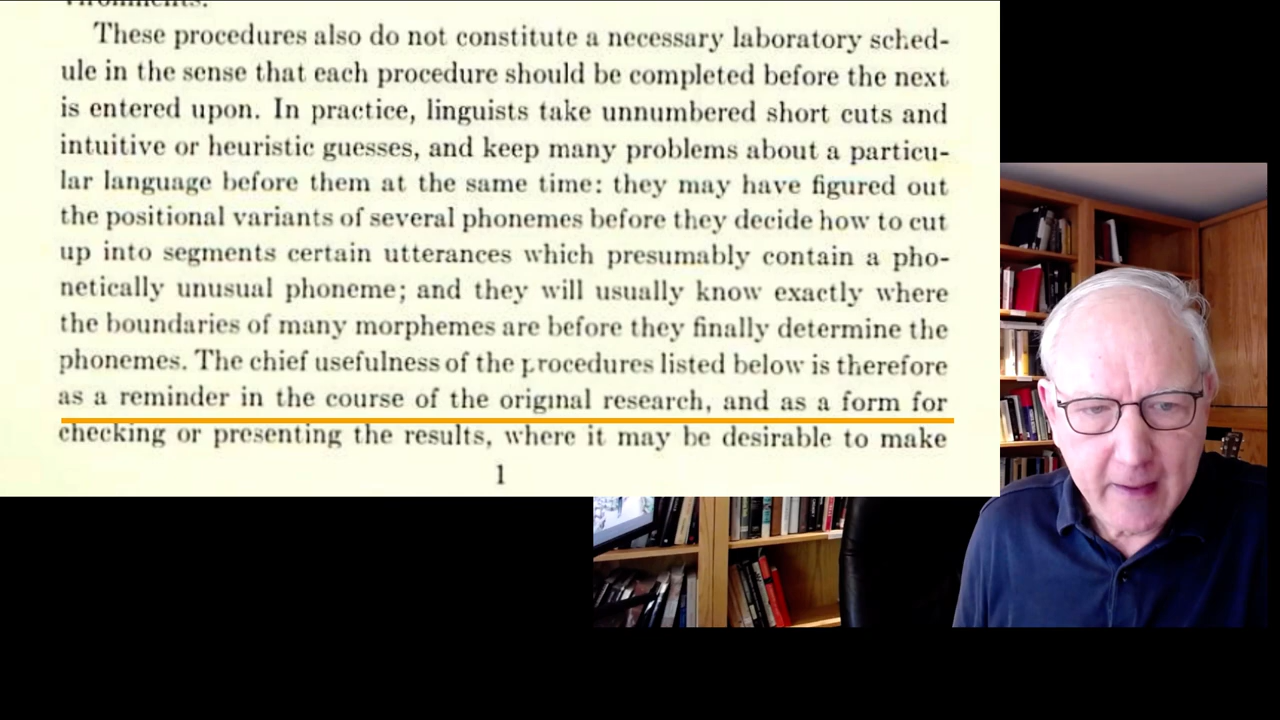 vironments.
These procedures also do not constitute a necessary laboratory sched-
ule in the sense that each procedure should be completed before the next
is entered upon. In practice, linguists take unnumbered short cuts and
intuitive or heuristic guesses, and keep many problems about a particu-
lar language before them at the same time: they may have figured out
the positional variants of several phonemes before they decide how to cut
up into segments certain utterances which presumably contain a pho-
netically unusual phoneme; and they will usually know exactly where
the boundaries of many morphemes are before they finally determine the
phonemes. The chief usefulness of the procedures listed below is therefore
as a reminder in the course of the original research, and as a form for
checking or presenting the results, where it may be desirable to make
1